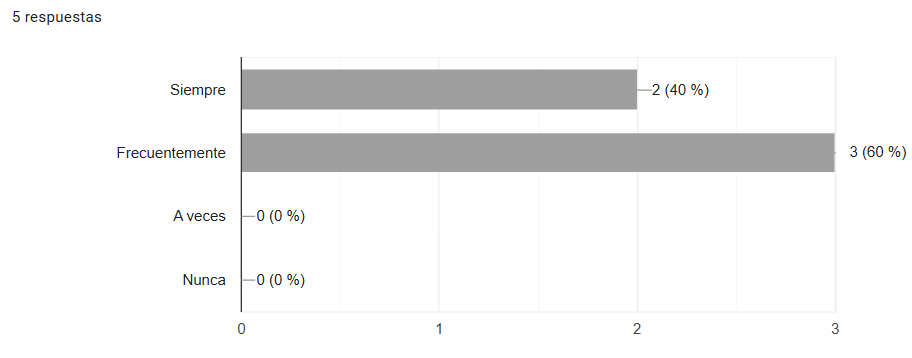 5 respuestas
Siempre 2 (40 %)
Frecuentemente 3 (60 %)
A veces 0 (0 %)
Nunca 0 (0 %)
0 1 2 3